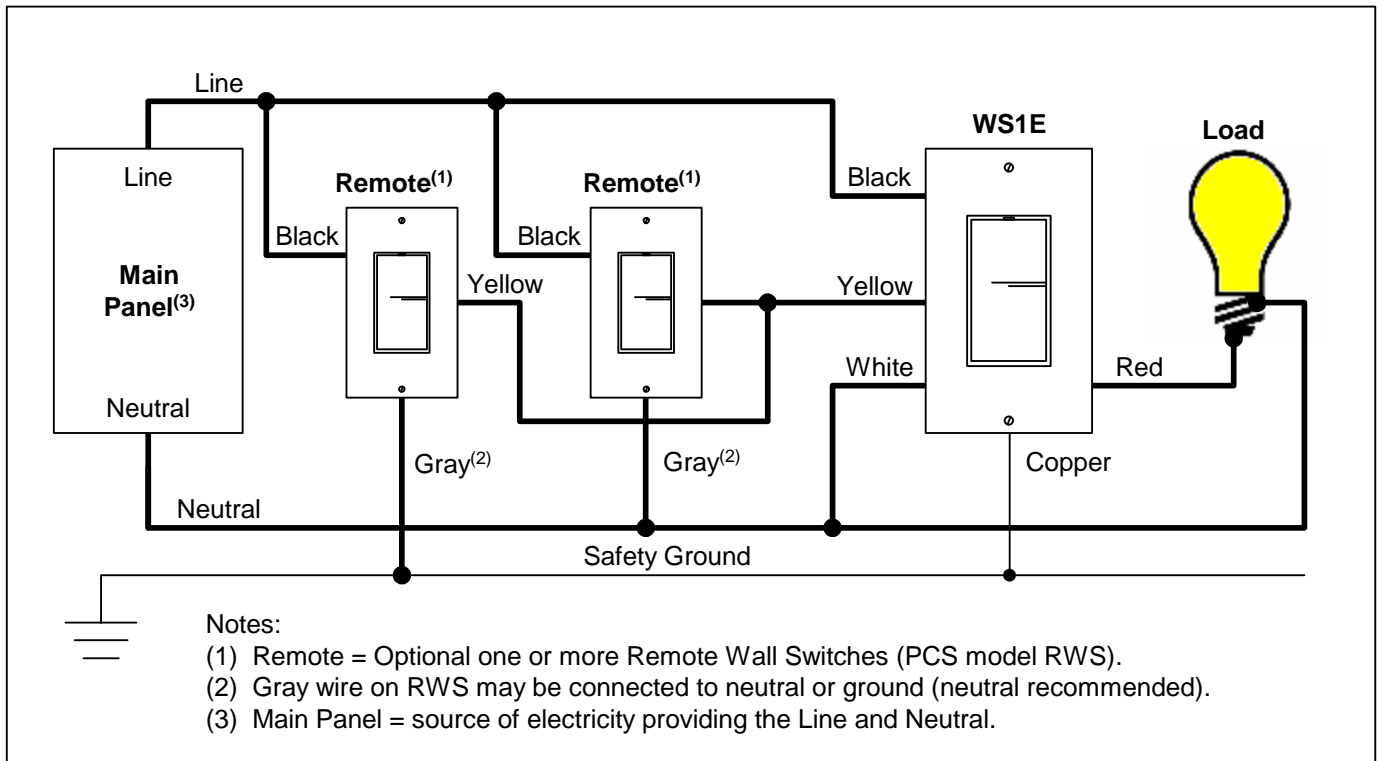 Line
WS1E
Load
Line
Remote(1)
Remote(1)
Black
Black
Black
Main
Panel(3)
Yellow
Yellow
White
Red
Neutral
Gray(2)
Gray(2)
Copper
Neutral
Safety Ground
Notes:
(1) Remote = Optional one or more Remote Wall Switches (PCS model RWS).
(2) Gray wire on RWS may be connected to neutral or ground (neutral recommended).
(3) Main Panel = source of electricity providing the Line and Neutral.